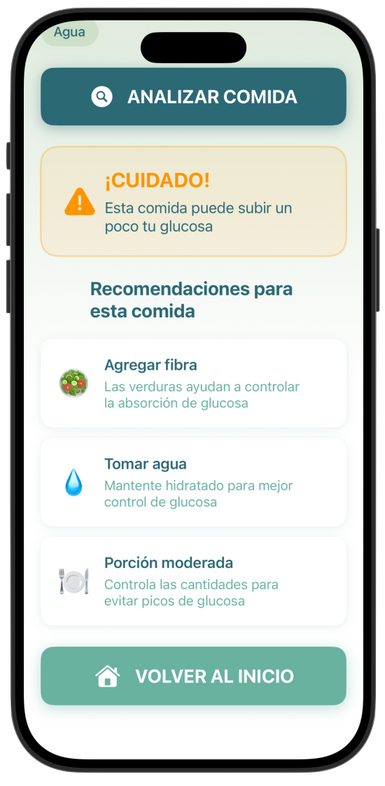 Agua
ANALIZAR COMIDA
¡CUIDADO!
Esta comida puede subir un
poco tu glucosa
Recomendaciones para
esta comida
Agregar fibra
Las verduras ayudan a controlar
la absorción de glucosa
Tomar agua
Mantente hidratado para mejor
control de glucosa
Porción moderada
Controla las cantidades para
evitar picos de glucosa
VOLVER AL INICIO